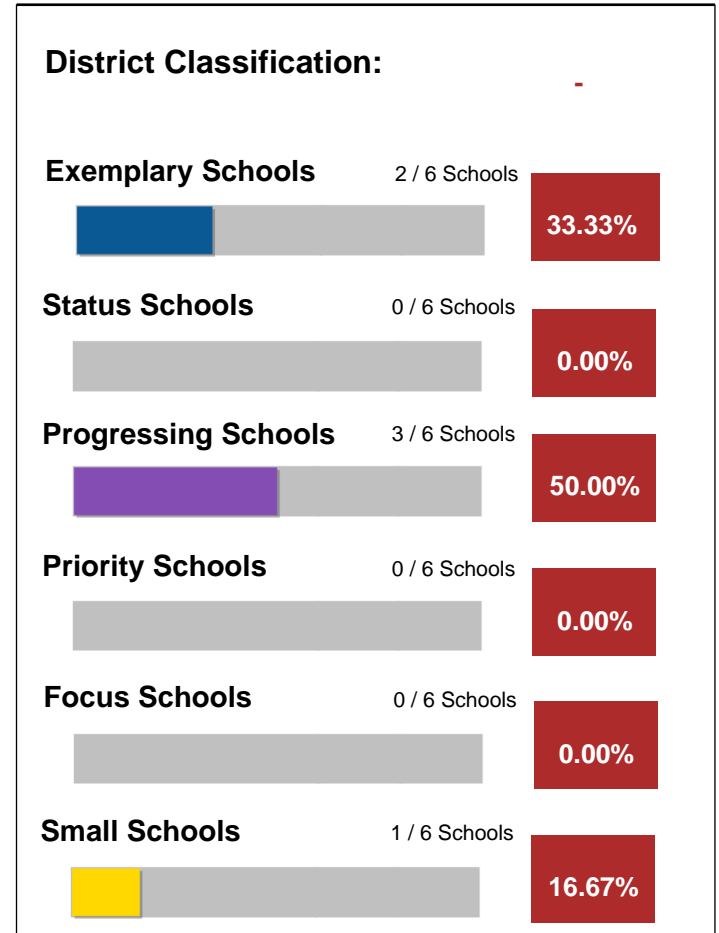 District Classification:
-
Exemplary Schools 2 / 6 Schools
33.33%
Status Schools 0 / 6 Schools
0.00%
Progressing Schools 3 / 6 Schools
50.00%
Priority Schools 0 / 6 Schools
0.00%
Focus Schools 0 / 6 Schools
0.00%
Small Schools 1 / 6 Schools
16.67%